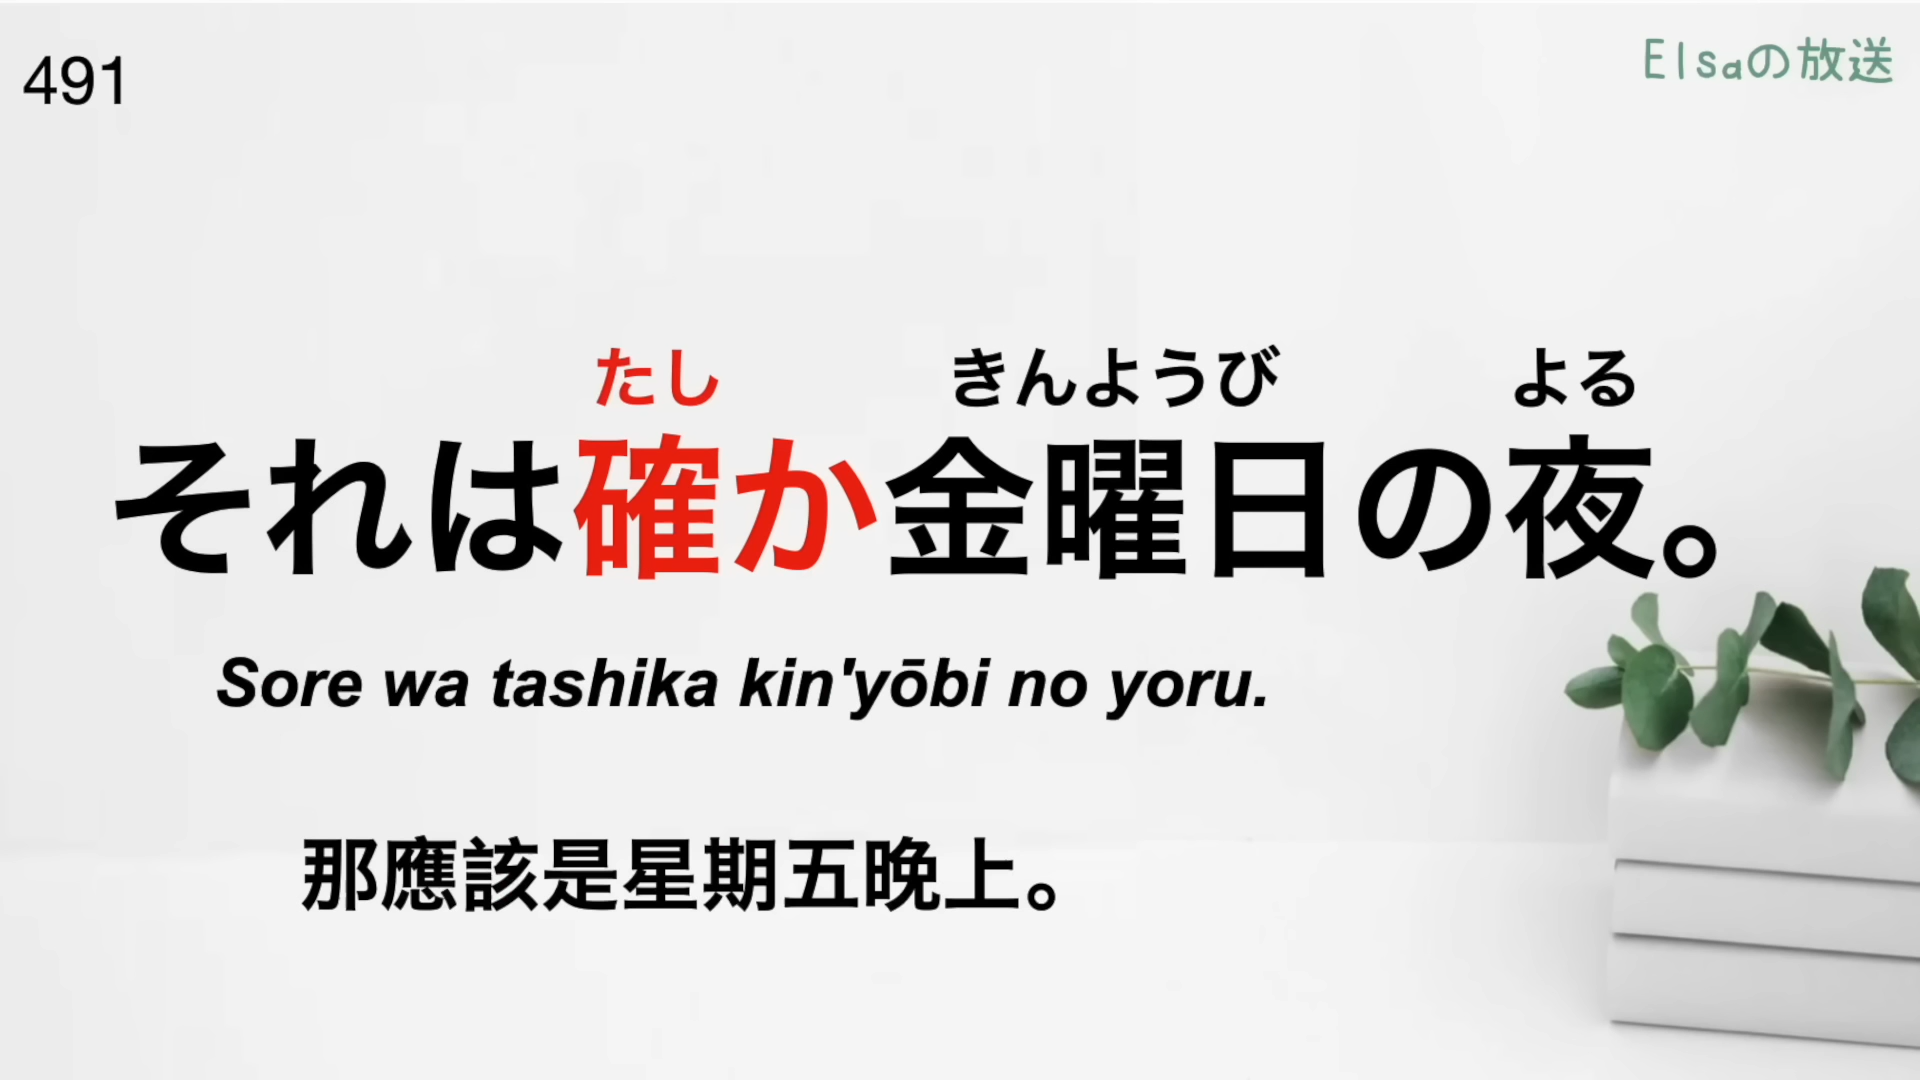 491
Elsaの放送
たし きんようび よる
それは確か金曜日の夜。
Sore wa tashika kin'yōbi no yoru.
那應該是星期五晚上。